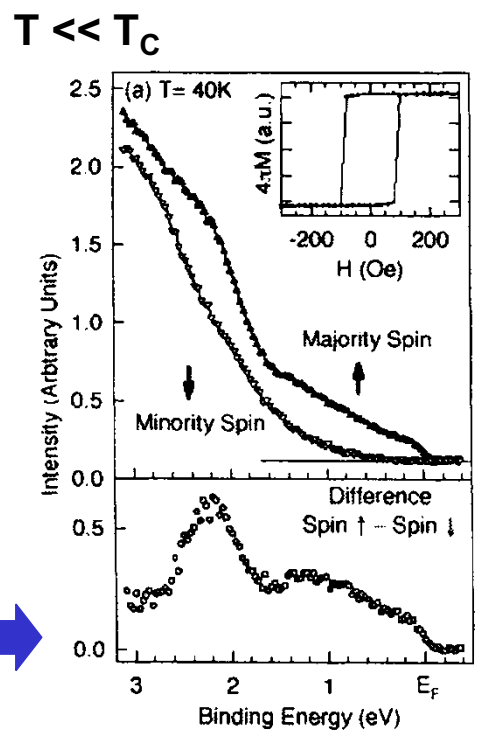 T << TC
2.5
(a) T= 40K
4πM (a.u.)
2.0
-200 0 200
H (Oe)
1.5
Intensity (Arbtrary Units)
1.0
Majority Spin
0.5
Minority Spin
0.0
Difference
Spin ↑ -- Spin ↓
0.5
0.0
3 2 1 EF
Binding Energy (eV)